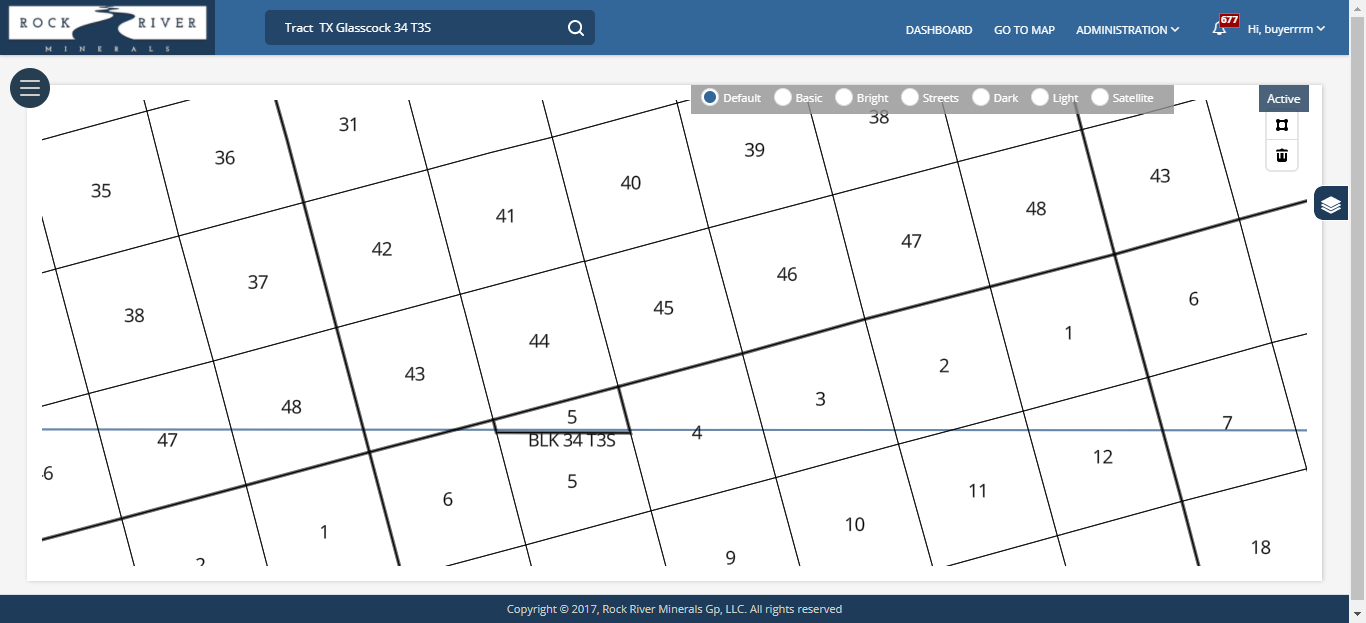 ROCK RIVER
MINERALS
Tract TX Glasscock 34 T3S
DASHBOARD
GO TO MAP
ADMINISTRATION
677
Hi, buyerrrm
Default
Basic
Bright
Streets
Dark
Light
Satellite
Active
31
38
36
39
35
40
43
41
48
42
47
37
46
6
45
38
1
44
2
43
3
48
5
7
4
47
BLK 34 T3S
12
6
5
11
6
10
1
18
9
2
Copyright © 2017, Rock River Minerals Gp, LLC. All rights reserved